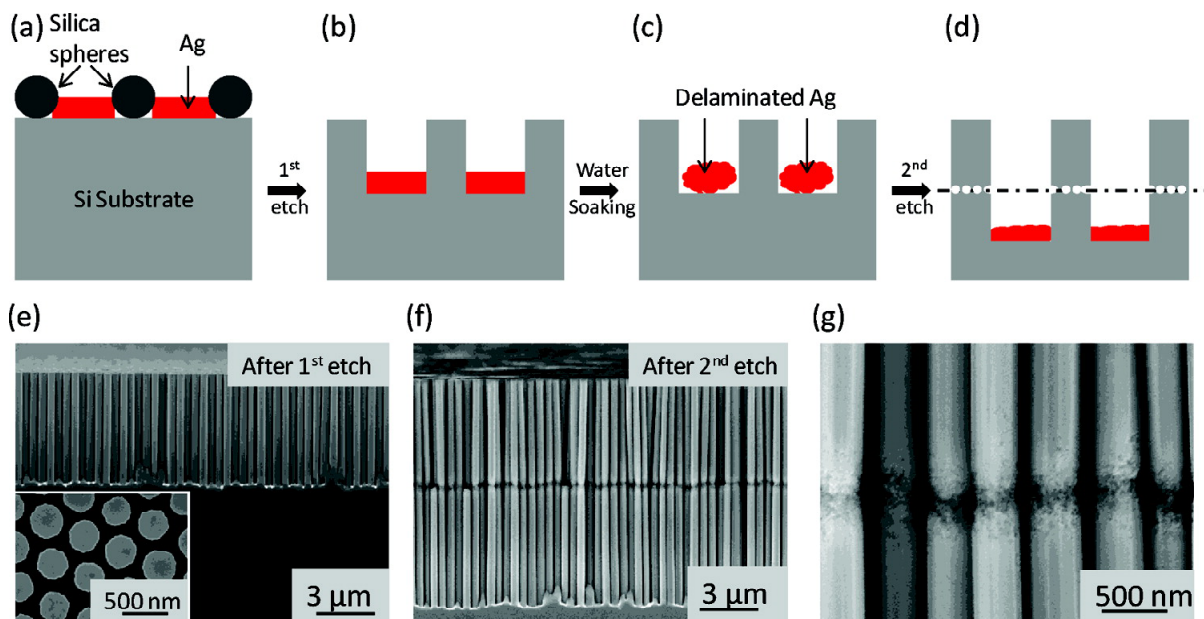 (a)
Silica
spheres
Ag
Si Substrate
1st
etch
(b)
Water
Soaking
(c)
Delaminated Ag
2nd
etch
(d)
(e)
After 1st etch
500 nm
3 μm
(f)
After 2nd etch
3 μm
(g)
500 nm